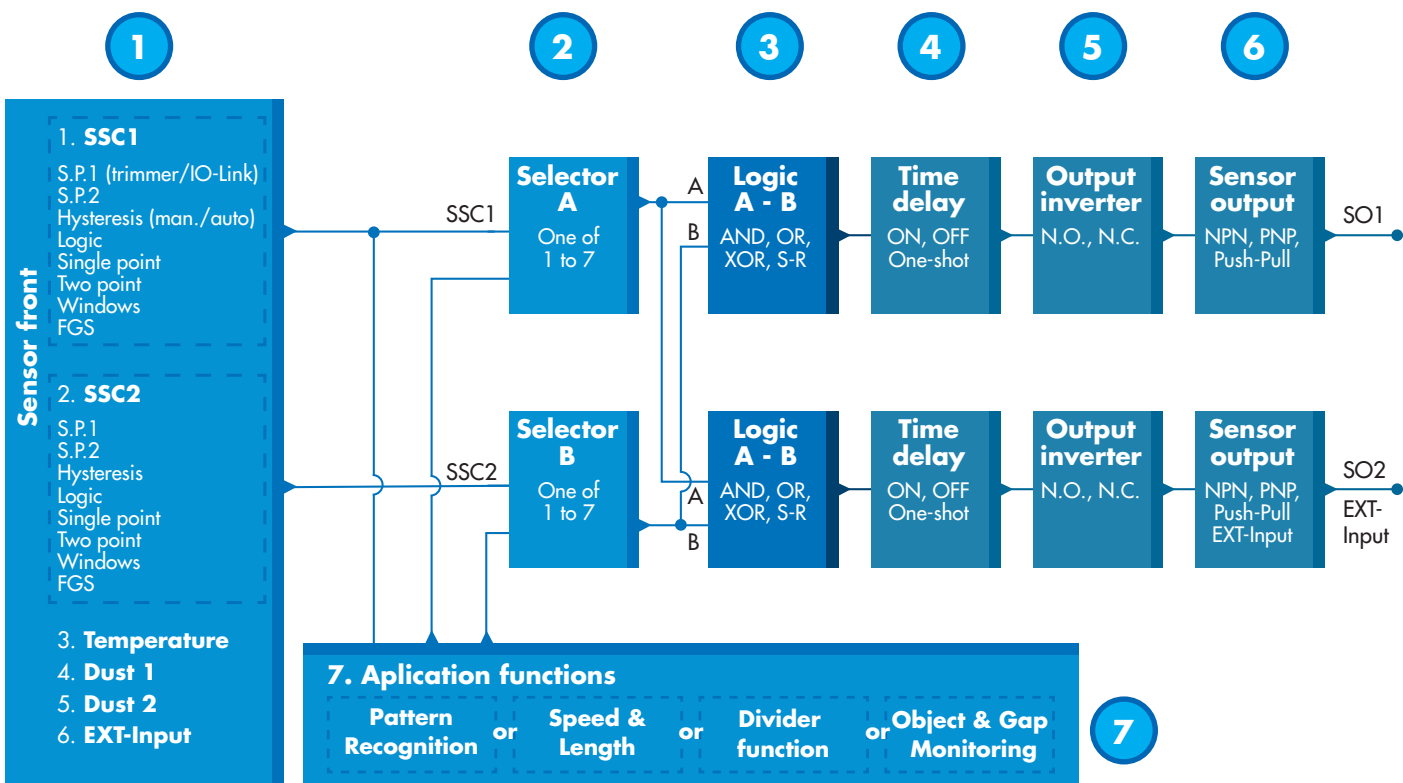 1
2
3
4
5
6
Sensor front
1. SSC1
S.P.1 (trimmer/IO-Link)
S.P.2
Hysteresis (man./auto)
Logic
Single point
Two point
Windows
FGS
2. SSC2
S.P.1
S.P.2
Hysteresis
Logic
Single point
Two point
Windows
FGS
3. Temperature
4. Dust 1
5. Dust 2
6. EXT-Input
SSC1
Selector
A
One of
1 to 7
A
B
Logic
A - B
AND, OR,
XOR, S-R
Time
delay
ON, OFF
One-shot
Output
inverter
N.O., N.C.
Sensor
output
NPN, PNP,
Push-Pull
SO1
SSC2
Selector
B
One of
1 to 7
A
B
Logic
A - B
AND, OR,
XOR, S-R
Time
delay
ON, OFF
One-shot
Output
inverter
N.O., N.C.
Sensor
output
NPN, PNP,
Push-Pull
EXT-Input
SO2
EXT-
Input
7. Aplication functions
Pattern
Recognition
or
Speed &
Length
or
Divider
function
or
Object & Gap
Monitoring
7